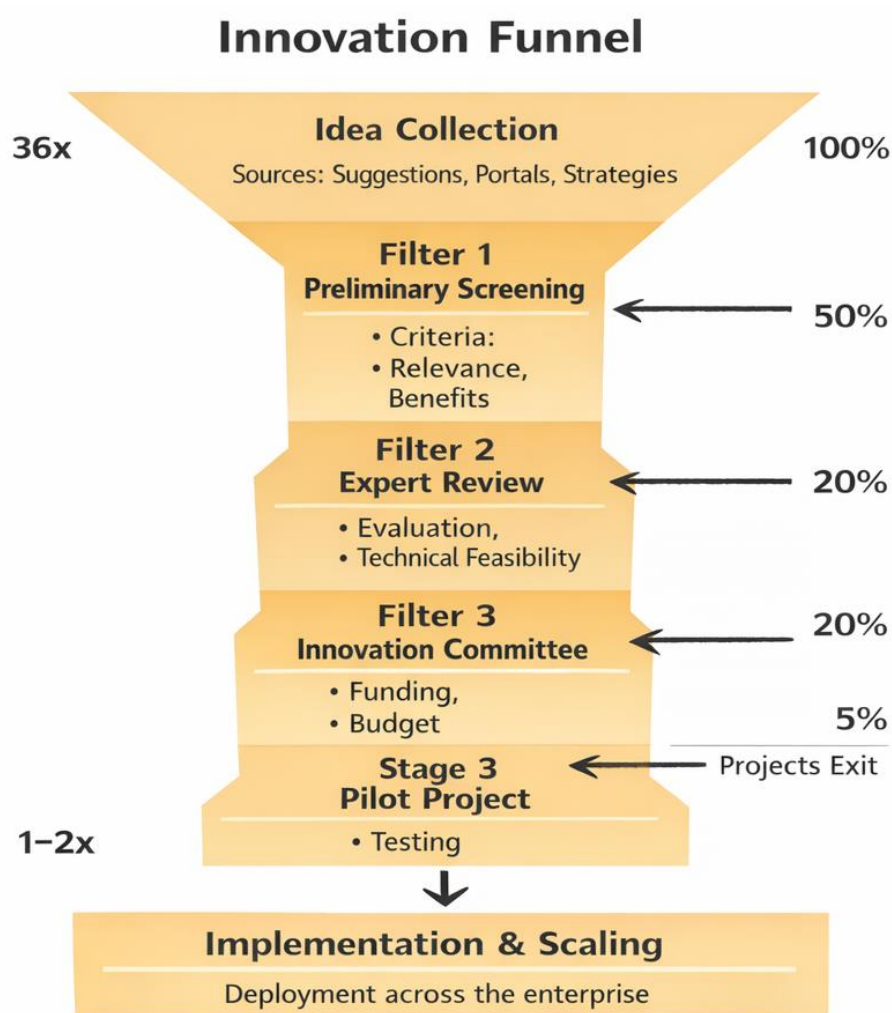 Innovation Funnel
36x
Idea Collection
100%
Sources: Suggestions, Portals, Strategies
Filter 1
Preliminary Screening
50%
• Criteria:
• Relevance,
Benefits
Filter 2
Expert Review
20%
• Evaluation,
• Technical Feasibility
Filter 3
Innovation Committee
20%
• Funding,
• Budget
5%
Stage 3
Projects Exit
Pilot Project
1–2x
• Testing
Implementation & Scaling
Deployment across the enterprise